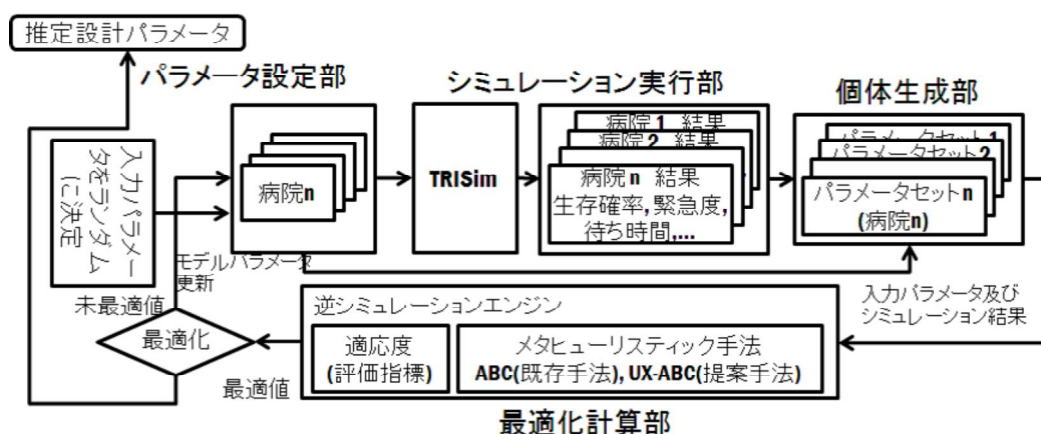 推定設計パラメータ
パラメータ設定部
シミュレーション実行部
個体生成部
入力パラメー
タをランダム
に決定
病院n
TRISim
病院1 結果
病院2 結果
病院n 結果
生存確率,緊急度,
待ち時間,...
パラメータセット1
パラメータセット2
パラメータセットn
(病院n)
モデルパラメータ
更新
未最適値
最適化
最適値
逆シミュレーションエンジン
適応度
(評価指標)
メタヒューリスティック手法
ABC(既存手法), UX-ABC(提案手法)
入力パラメータ及び
シミュレーション結果
最適化計算部